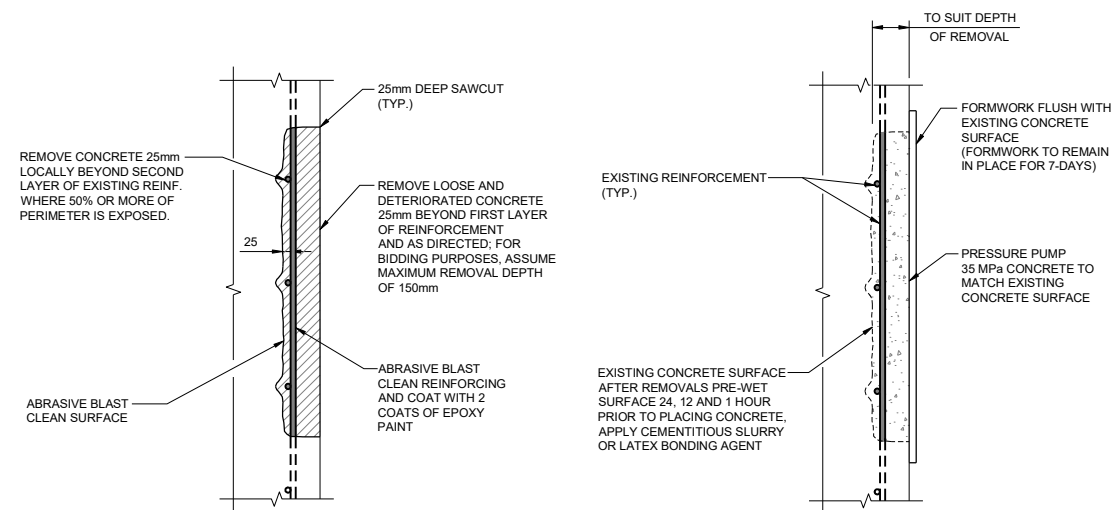 25mm DEEP SAWCUT
(TYP.)
REMOVE CONCRETE 25mm
LOCALLY BEYOND SECOND
LAYER OF EXISTING REINF.
WHERE 50% OR MORE OF
PERIMETER IS EXPOSED.
REMOVE LOOSE AND
DETERIORATED CONCRETE
25mm BEYOND FIRST LAYER
OF REINFORCEMENT
AND AS DIRECTED; FOR
BIDDING PURPOSES, ASSUME
MAXIMUM REMOVAL DEPTH
OF 150mm
25
ABRASIVE BLAST
CLEAN REINFORCING
AND COAT WITH 2
COATS OF EPOXY
PAINT
ABRASIVE BLAST
CLEAN SURFACE
TO SUIT DEPTH
OF REMOVAL
FORMWORK FLUSH WITH
EXISTING CONCRETE
SURFACE
(FORMWORK TO REMAIN
IN PLACE FOR 7-DAYS)
EXISTING REINFORCEMENT
(TYP.)
PRESSURE PUMP
35 MPa CONCRETE TO
MATCH EXISTING
CONCRETE SURFACE
EXISTING CONCRETE SURFACE
AFTER REMOVALS PRE-WET
SURFACE 24, 12 AND 1 HOUR
PRIOR TO PLACING CONCRETE,
APPLY CEMENTITIOUS SLURRY
OR LATEX BONDING AGENT